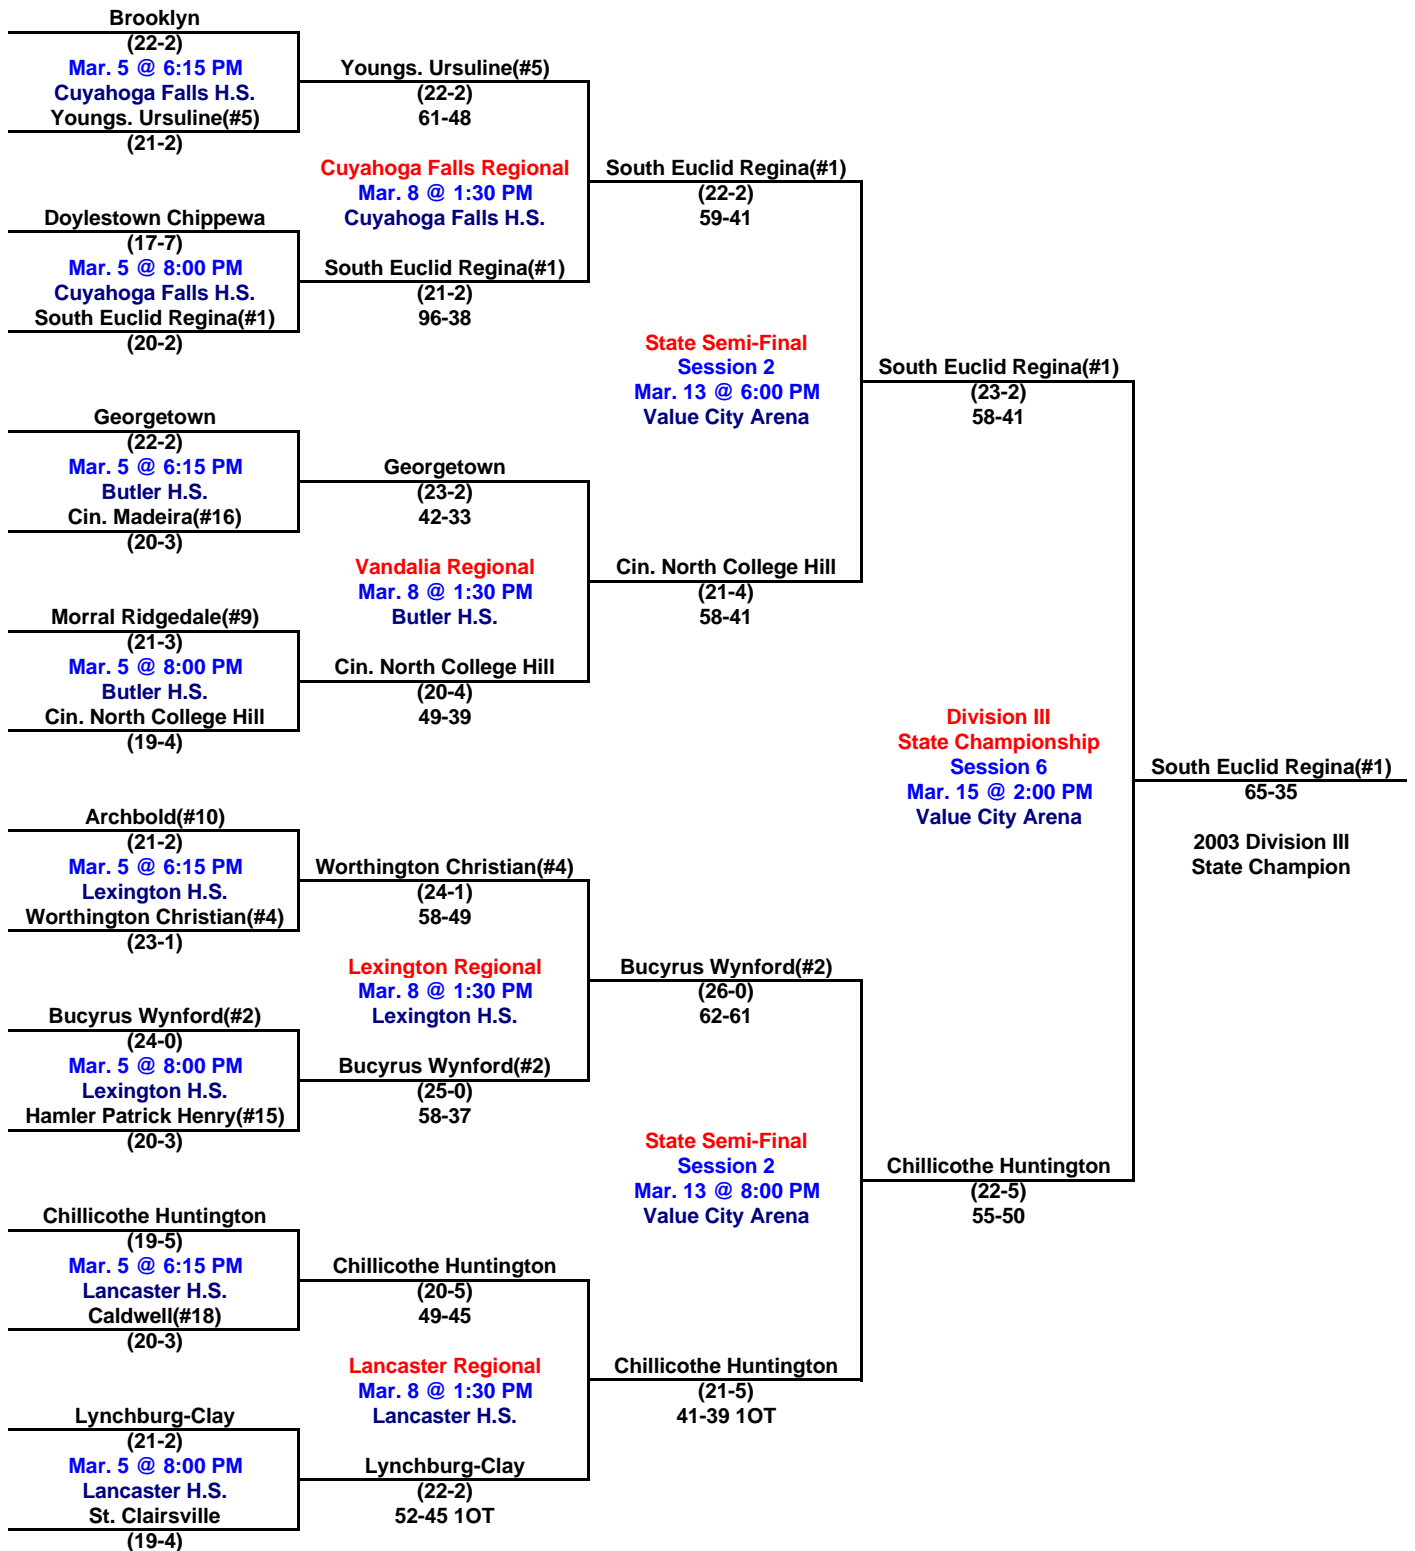 Brooklyn
(22-2)
Mar. 5 @ 6:15 PM
Cuyahoga Falls H.S.
Youngs. Ursuline(#5)
(21-2)
Doylestown Chippewa
(17-7)
Mar. 5 @ 8:00 PM
Cuyahoga Falls H.S.
South Euclid Regina(#1)
(20-2)
Georgetown
(22-2)
Mar. 5 @ 6:15 PM
Butler H.S.
Cin. Madeira(#16)
(20-3)
Morral Ridgedale(#9)
(21-3)
Mar. 5 @ 8:00 PM
Butler H.S.
Cin. North College Hill
(19-4)
Archbold(#10)
(21-2)
Mar. 5 @ 6:15 PM
Lexington H.S.
Worthington Christian(#4)
(23-1)
Bucyrus Wynford(#2)
(24-0)
Mar. 5 @ 8:00 PM
Lexington H.S.
Hamler Patrick Henry(#15)
(20-3)
Chillicothe Huntington
(19-5)
Mar. 5 @ 6:15 PM
Lancaster H.S.
Caldwell(#18)
(20-3)
Lynchburg-Clay
(21-2)
Mar. 5 @ 8:00 PM
Lancaster H.S.
St. Clairsville
(19-4)
Youngs. Ursuline(#5)
(22-2)
61-48
Cuyahoga Falls Regional
Mar. 8 @ 1:30 PM
Cuyahoga Falls H.S.
South Euclid Regina(#1)
(21-2)
96-38
Georgetown
(23-2)
42-33
Vandalia Regional
Mar. 8 @ 1:30 PM
Butler H.S.
Cin. North College Hill
(20-4)
49-39
Worthington Christian(#4)
(24-1)
58-49
Lexington Regional
Mar. 8 @ 1:30 PM
Lexington H.S.
Bucyrus Wynford(#2)
(25-0)
58-37
Chillicothe Huntington
(20-5)
49-45
Lancaster Regional
Mar. 8 @ 1:30 PM
Lancaster H.S.
Lynchburg-Clay
(22-2)
52-45 1OT
South Euclid Regina(#1)
(22-2)
59-41
State Semi-Final
Session 2
Mar. 13 @ 6:00 PM
Value City Arena
Cin. North College Hill
(21-4)
58-41
Bucyrus Wynford(#2)
(26-0)
62-61
State Semi-Final
Session 2
Mar. 13 @ 8:00 PM
Value City Arena
Chillicothe Huntington
(21-5)
41-39 1OT
South Euclid Regina(#1)
(23-2)
58-41
Division III
State Championship
Session 6
Mar. 15 @ 2:00 PM
Value City Arena
Chillicothe Huntington
(22-5)
55-50
South Euclid Regina(#1)
65-35
2003 Division III
State Champion